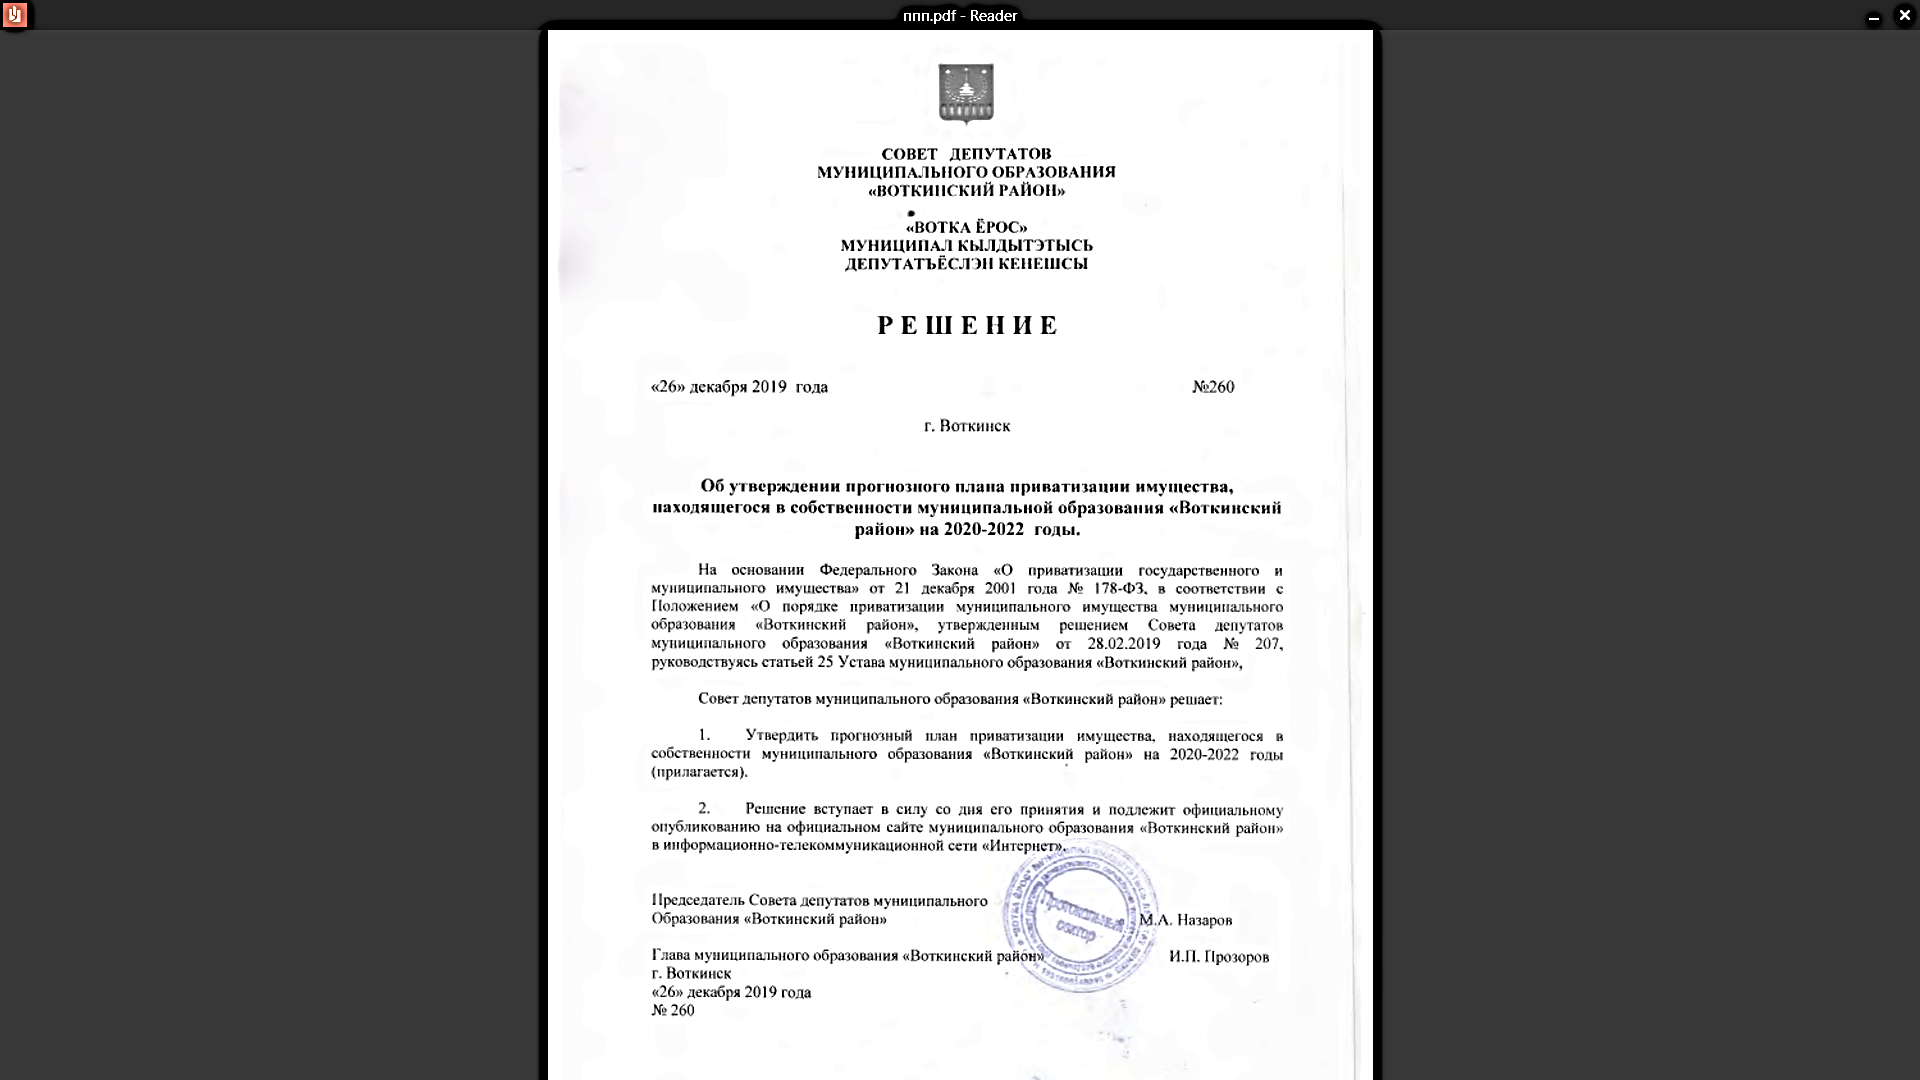 ппп.pdf - Reader
СОВЕТ ДЕПУТАТОВ
МУНИЦИПАЛЬНОГО ОБРАЗОВАНИЯ
«ВОТКИНСКИЙ РАЙОН»
«ВОТКА ЁРОС»
МУНИЦИПАЛ КЫЛДЫТЭТЫСЬ
ДЕПУТАТЪЁСЛЭН КЕНЕШСЫ
Р Е Ш Е Н И Е
«26» декабря 2019 года №260
г. Воткинск
Об утверждении прогнозного плана приватизации имущества,
находящегося в собственности муниципальной образования «Воткинский
район» на 2020-2022 годы.
На основании Федерального Закона «О приватизации государственного и
муниципального имущества» от 21 декабря 2001 года № 178-ФЗ, в соответствии с
Положением «О порядке приватизации муниципального имущества муниципального
образования «Воткинский район», утвержденным решением Совета депутатов
муниципального образования «Воткинский район» от 28.02.2019 года № 207,
руководствуясь статьей 25 Устава муниципального образования «Воткинский район»,
Совет депутатов муниципального образования «Воткинский район» решает:
1. Утвердить прогнозный план приватизации имущества, находящегося в
собственности муниципального образования «Воткинский район» на 2020-2022 годы
(прилагается).
2. Решение вступает в силу со дня его принятия и подлежит официальному
опубликованию на официальном сайте муниципального образования «Воткинский район»
в информационно-телекоммуникационной сети «Интернет».
Председатель Совета депутатов муниципального
Образования «Воткинский район» М.А. Назаров
Протокольный
сектор
Глава муниципального образования «Воткинский район» И.П. Прозоров
г. Воткинск
«26» декабря 2019 года
№ 260